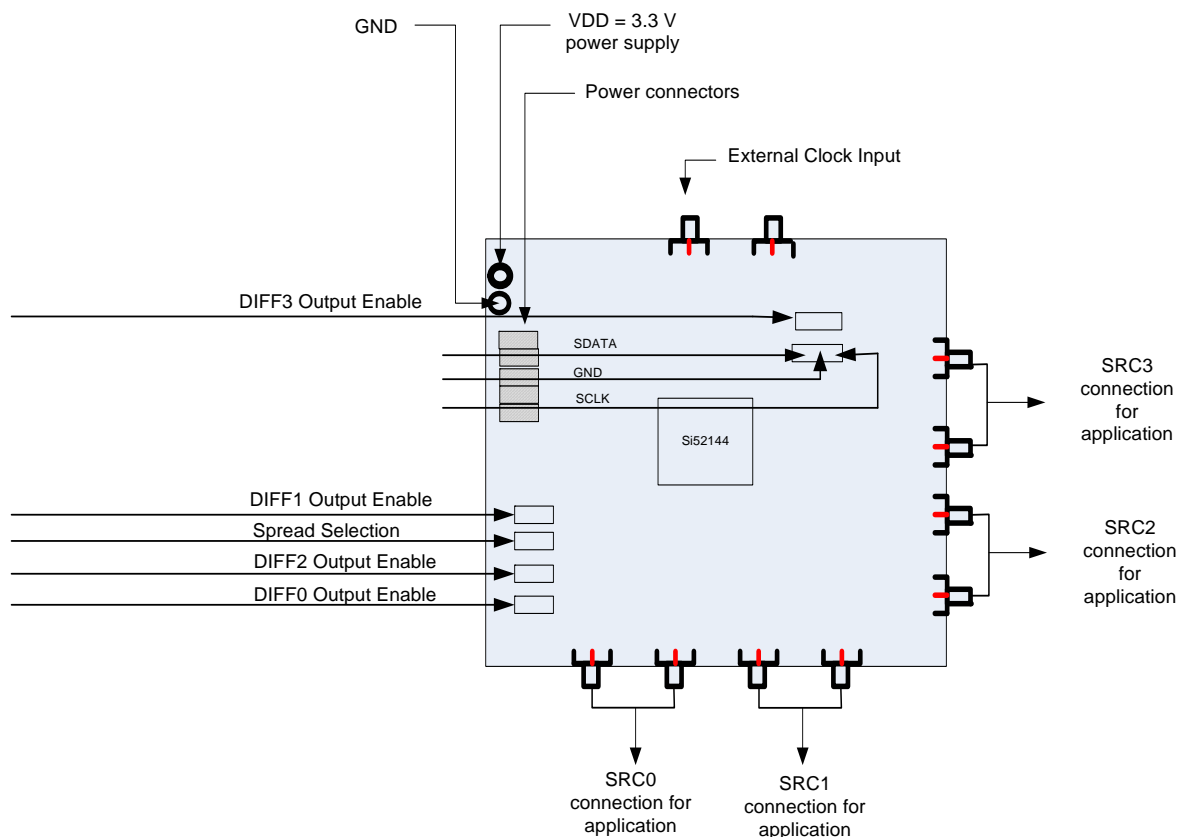 GND
VDD = 3.3 V
power supply
Power connectors
External Clock Input
DIFF3 Output Enable
SDATA
GND
SCLK
Si52144
SRC3
connection
for
application
DIFF1 Output Enable
Spread Selection
DIFF2 Output Enable
DIFF0 Output Enable
SRC2
connection
for
application
SRC0
connection for
application
SRC1
connection for
application